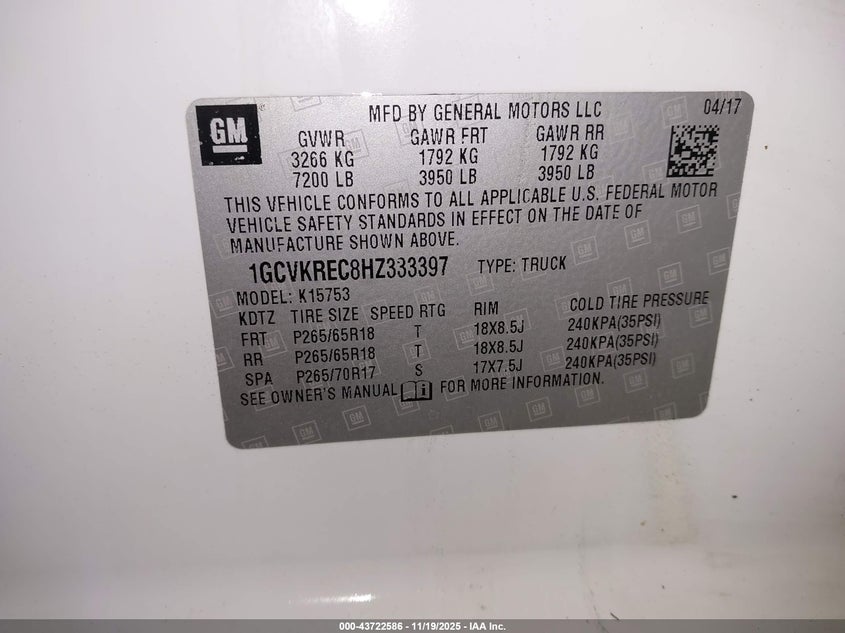 GM
MFD BY GENERAL MOTORS LLC 04/17
GVWR GAWR FRT GAWR RR
3266 KG 1792 KG 1792 KG
7200 LB 3950 LB 3950 LB
THIS VEHICLE CONFORMS TO ALL APPLICABLE U.S. FEDERAL MOTOR
VEHICLE SAFETY STANDARDS IN EFFECT ON THE DATE OF
MANUFACTURE SHOWN ABOVE.
1GCVKREC8HZ333397 TYPE: TRUCK
MODEL: K15753
KDTZ TIRE SIZE SPEED RTG RIM COLD TIRE PRESSURE
FRT P265/65R18 T 18X8.5J 240KPA(35PSI)
RR P265/65R18 T 18X8.5J 240KPA(35PSI)
SPA P265/70R17 S 17X7.5J 240KPA(35PSI)
SEE OWNER'S MANUAL FOR MORE INFORMATION.
000-43722586 - 11/19/2025 - IAA Inc.